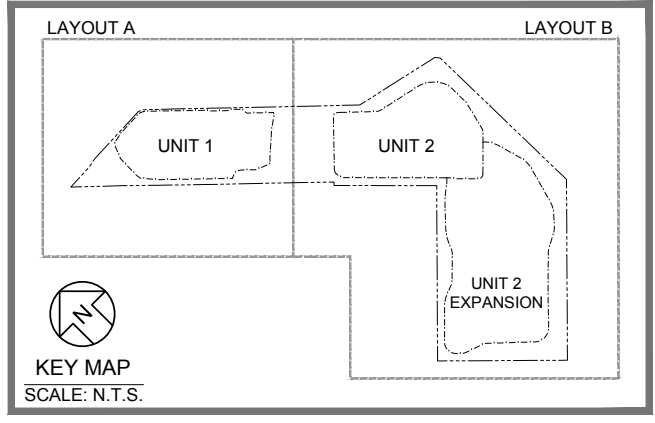 LAYOUT A
LAYOUT B
UNIT 1
UNIT 2
UNIT 2
EXPANSION
N
KEY MAP
SCALE: N.T.S.